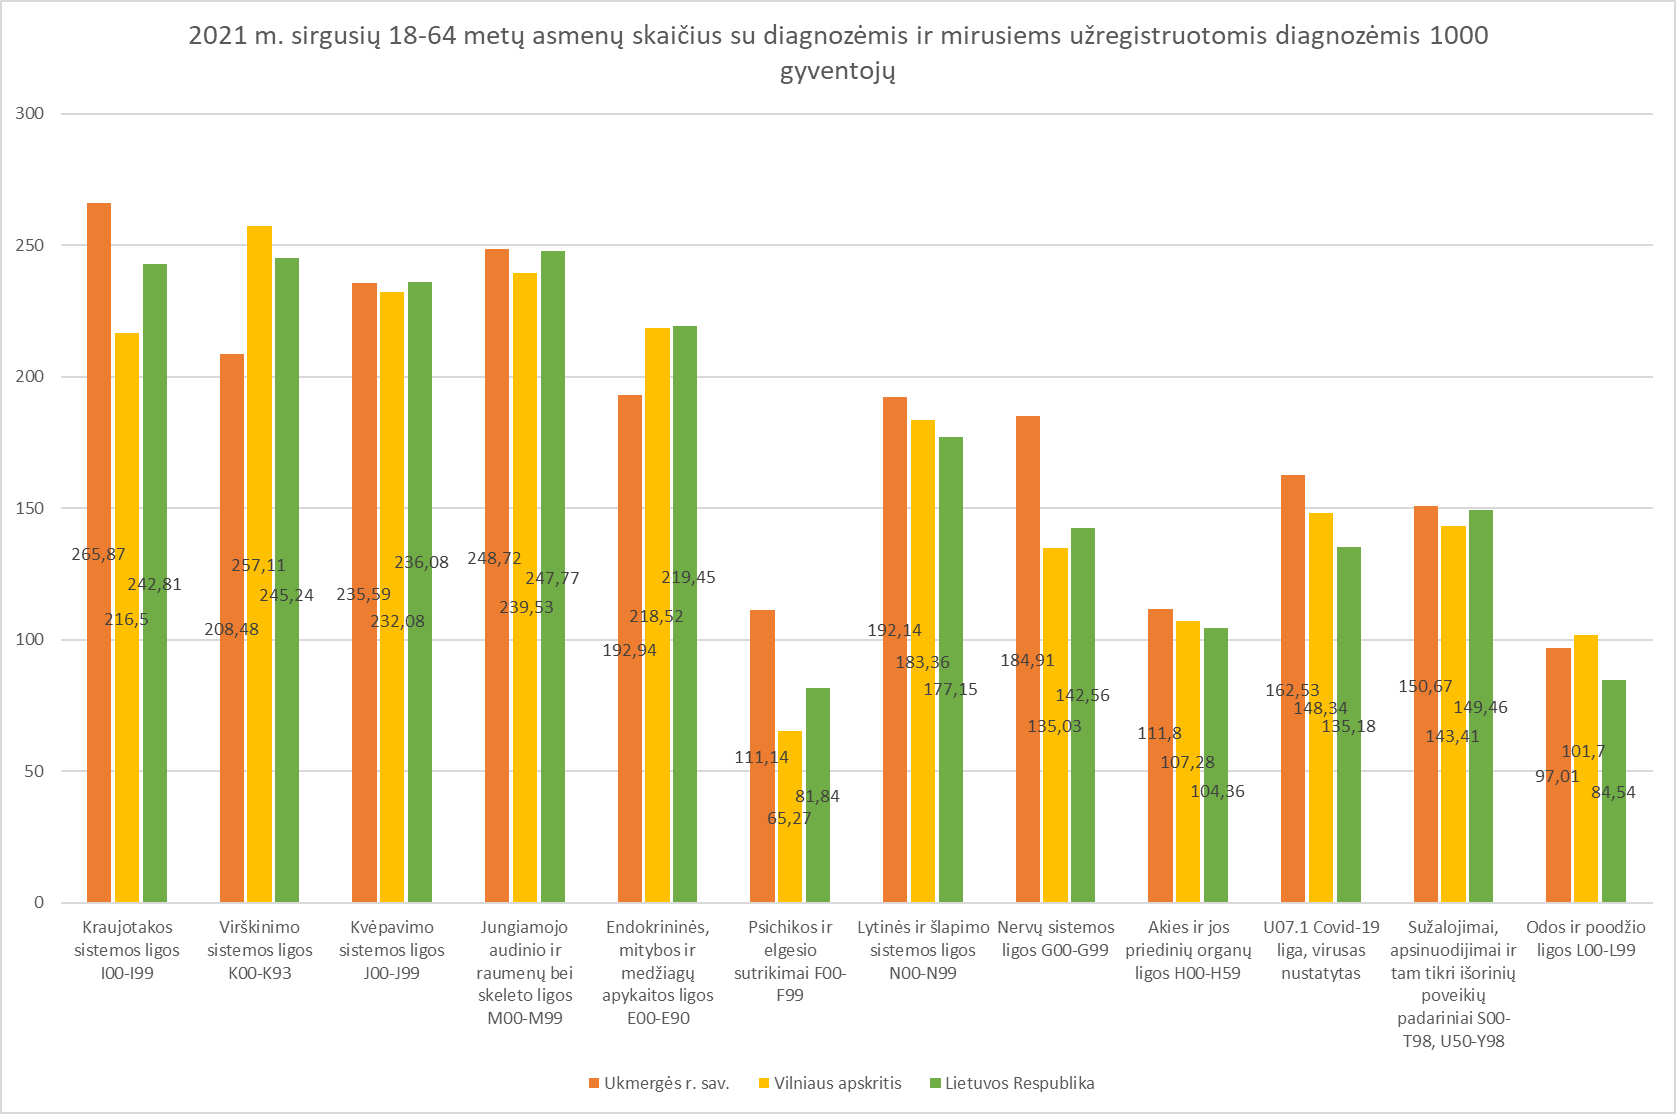 2021 m. sirgusių 18-64 metų asmenų skaičius su diagnozėmis ir mirusiems užregistruotomis diagnozėmis 1000
gyventojų
300
250
200
150
100
50
0
265,87
216,5
242,81
208,48
257,11
245,24
235,59
232,08
236,08
248,72
239,53
247,77
192,94
218,52
219,45
111,14
65,27
81,84
192,14
183,36
177,15
184,91
135,03
142,56
111,8
107,28
104,36
162,53
148,34
135,18
150,67
143,41
149,46
97,01
101,7
84,54
Kraujotakos
sistemos ligos
I00-I99
Virškinimo
sistemos ligos
K00-K93
Kvėpavimo
sistemos ligos
J00-J99
Jungiamojo
audinio ir
raumenų bei
skeleto ligos
M00-M99
Endokrininės,
mitybos ir
medžiagų
apykaitos ligos
E00-E90
Psichikos ir
elgesio
sutrikimai F00-
F99
Lytinės ir šlapimo
sistemos ligos
N00-N99
Nervų sistemos
ligos G00-G99
Akies ir jos
priedinių organų
ligos H00-H59
U07.1 Covid-19
liga, virusas
nustatytas
Sužalojimai,
apsinuodijimai ir
tam tikri išorinių
poveikių
padariniai S00-
T98, U50-Y98
Odos ir poodžio
ligos L00-L99
Ukmergės r. sav.
Vilniaus apskritis
Lietuvos Respublika